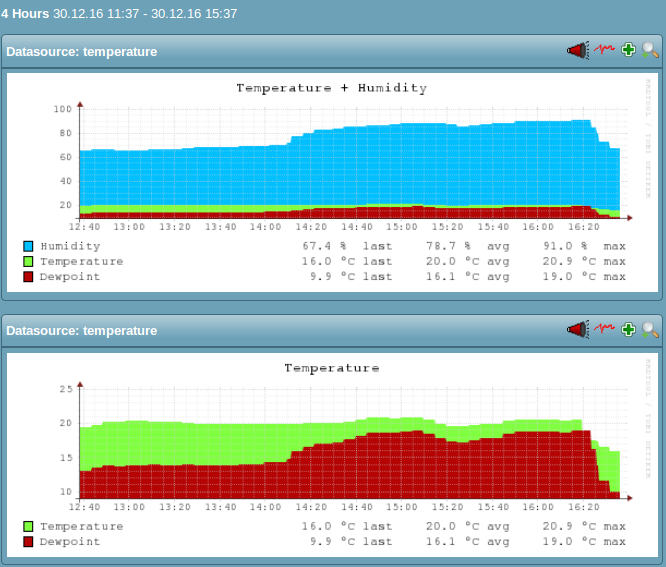 4 Hours 30.12.16 11:37 - 30.12.16 15:37
Datasource: temperature
Temperature + Humidity
100
80
60
40
20
12:40 13:00 13:20 13:40 14:00 14:20 14:40 15:00 15:20 15:40 16:00 16:20
Humidity 67.4 % last 78.7 % avg 91.0 % max
Temperature 16.0 °C last 20.0 °C avg 20.9 °C max
Dewpoint 9.9 °C last 16.1 °C avg 19.0 °C max
RRDTOOL / TOBI OETIKER
Datasource: temperature
Temperature
25
20
15
10
12:40 13:00 13:20 13:40 14:00 14:20 14:40 15:00 15:20 15:40 16:00 16:20
Temperature 16.0 °C last 20.0 °C avg 20.9 °C max
Dewpoint 9.9 °C last 16.1 °C avg 19.0 °C max
RRDTOOL / TOBI OETIKER